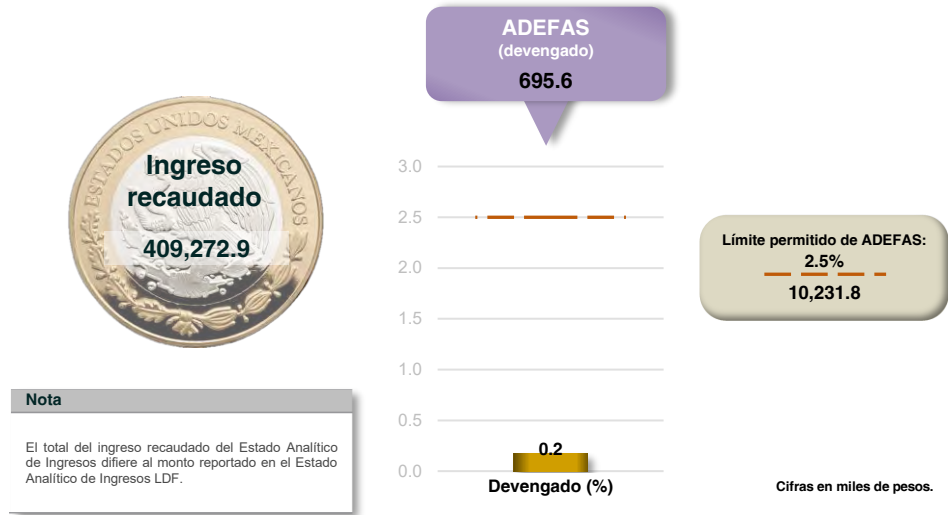 ADEFAS
(devengado)
695.6
ESTADOS UNIDOS MEXICANOS
Ingreso
recaudado
409,272.9
3.0
2.5
2.0
1.5
1.0
0.5
0.0
0.2
Devengado (%)
Límite permitido de ADEFAS:
2.5%
10,231.8
Nota
El total del ingreso recaudado del Estado Analítico
de Ingresos difiere al monto reportado en el Estado
Analítico de Ingresos LDF.
Cifras en miles de pesos.